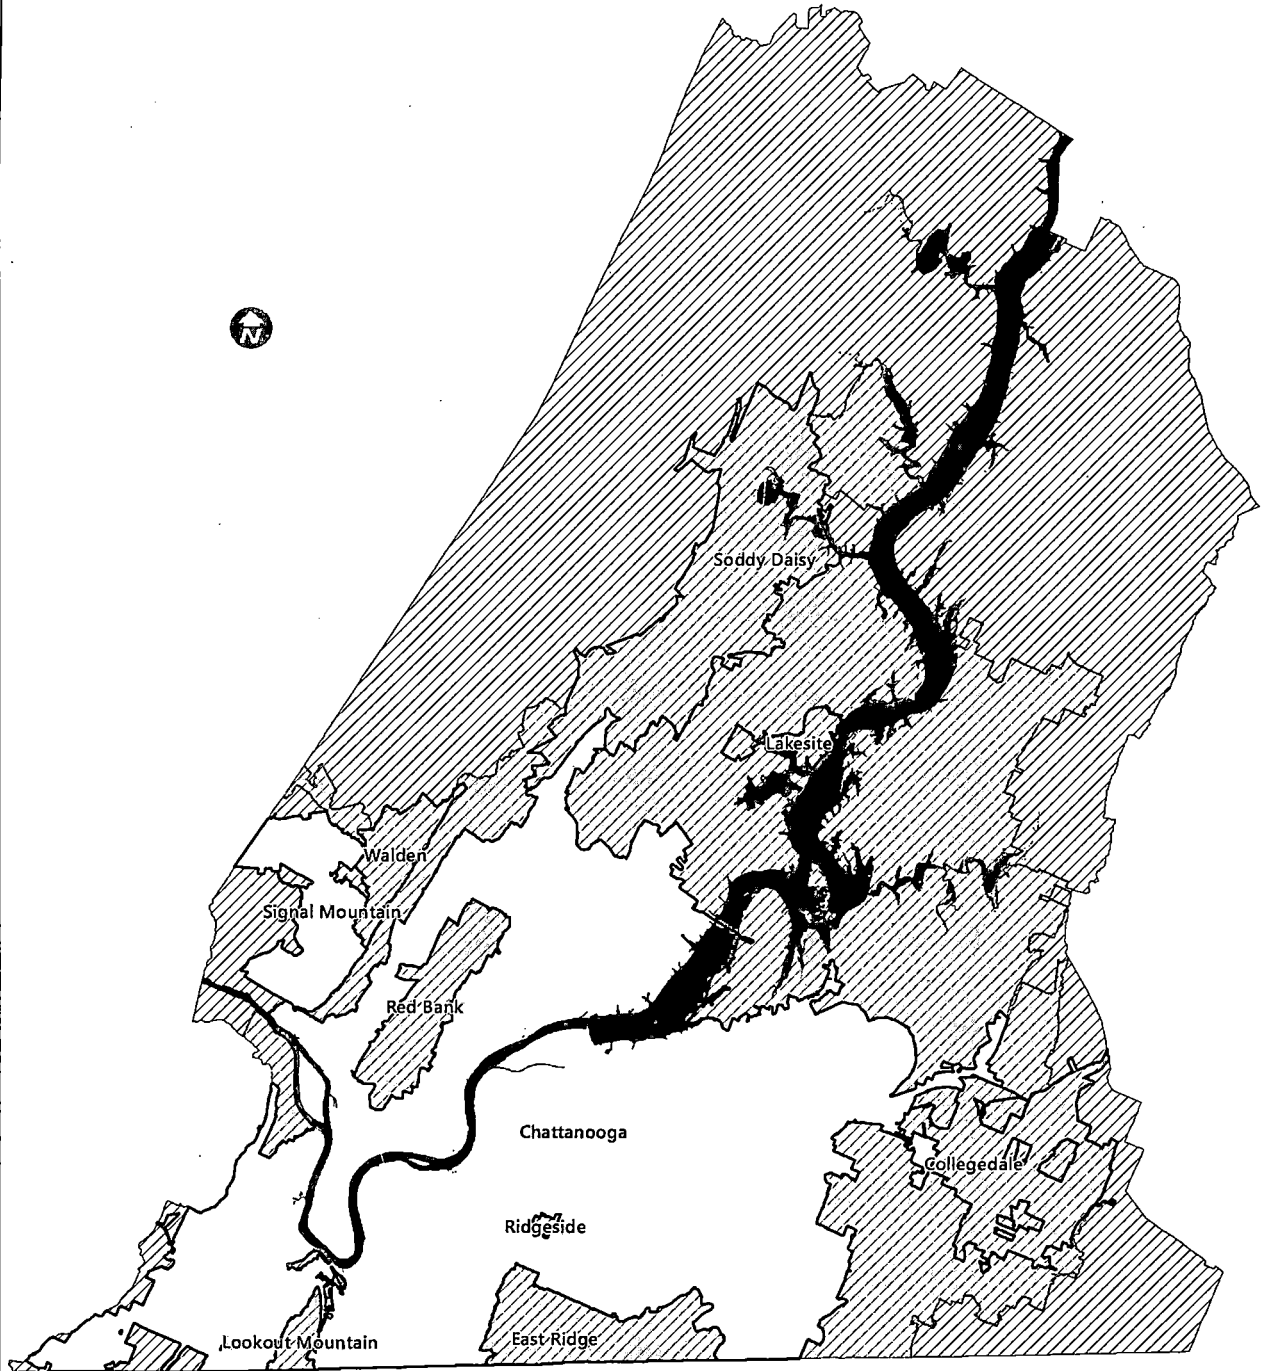 N
Soddy Daisy
Lakesite
Walden
Signal Mountain
Red Bank
Chattanooga
Collegedale
Ridgeside
East Ridge
Lookout Mountain